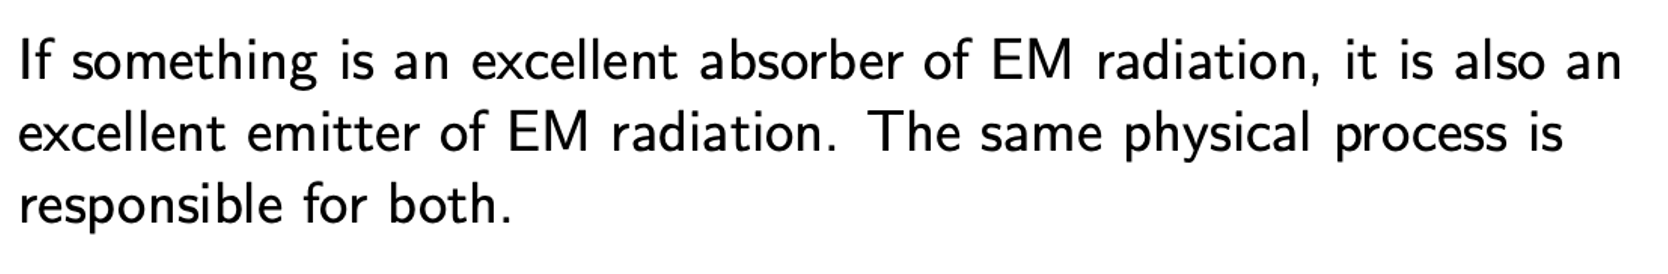 If something is an excellent absorber of EM radiation, it is also an
excellent emitter of EM radiation. The same physical process is
responsible for both.